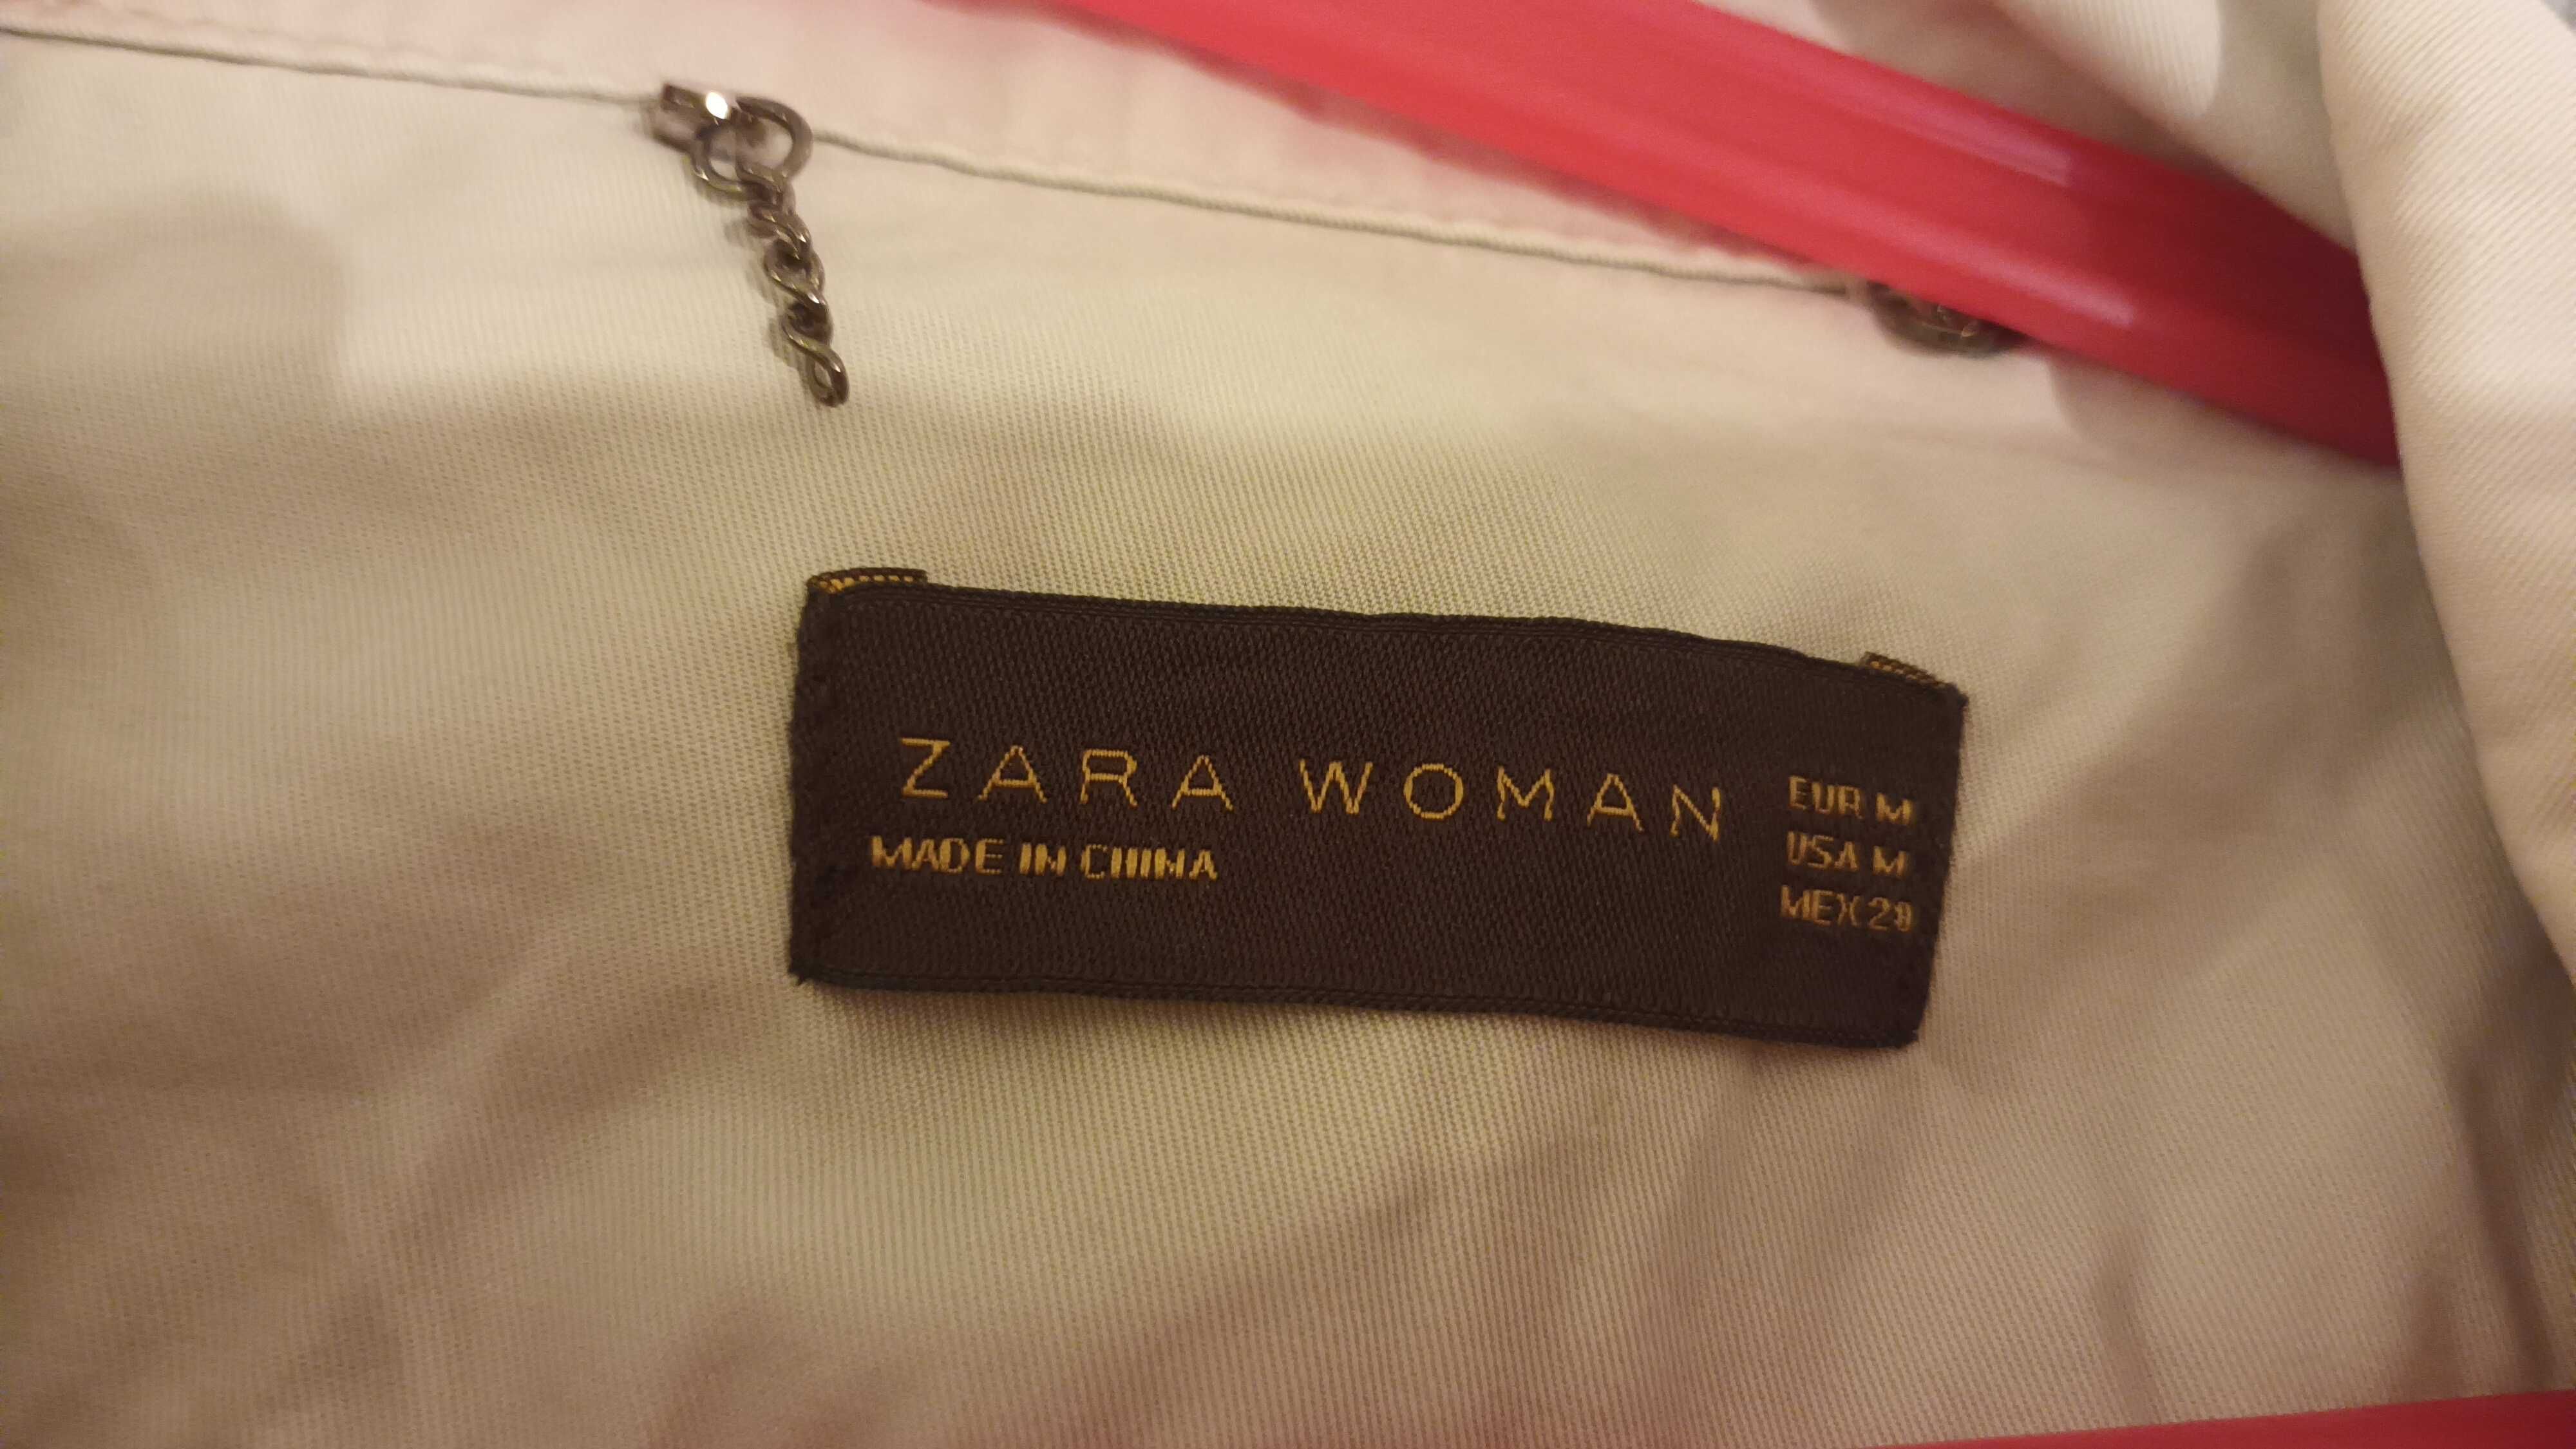 ZARA WOMAN
MADE IN CHINA
EUR M
USA M
MEX 28